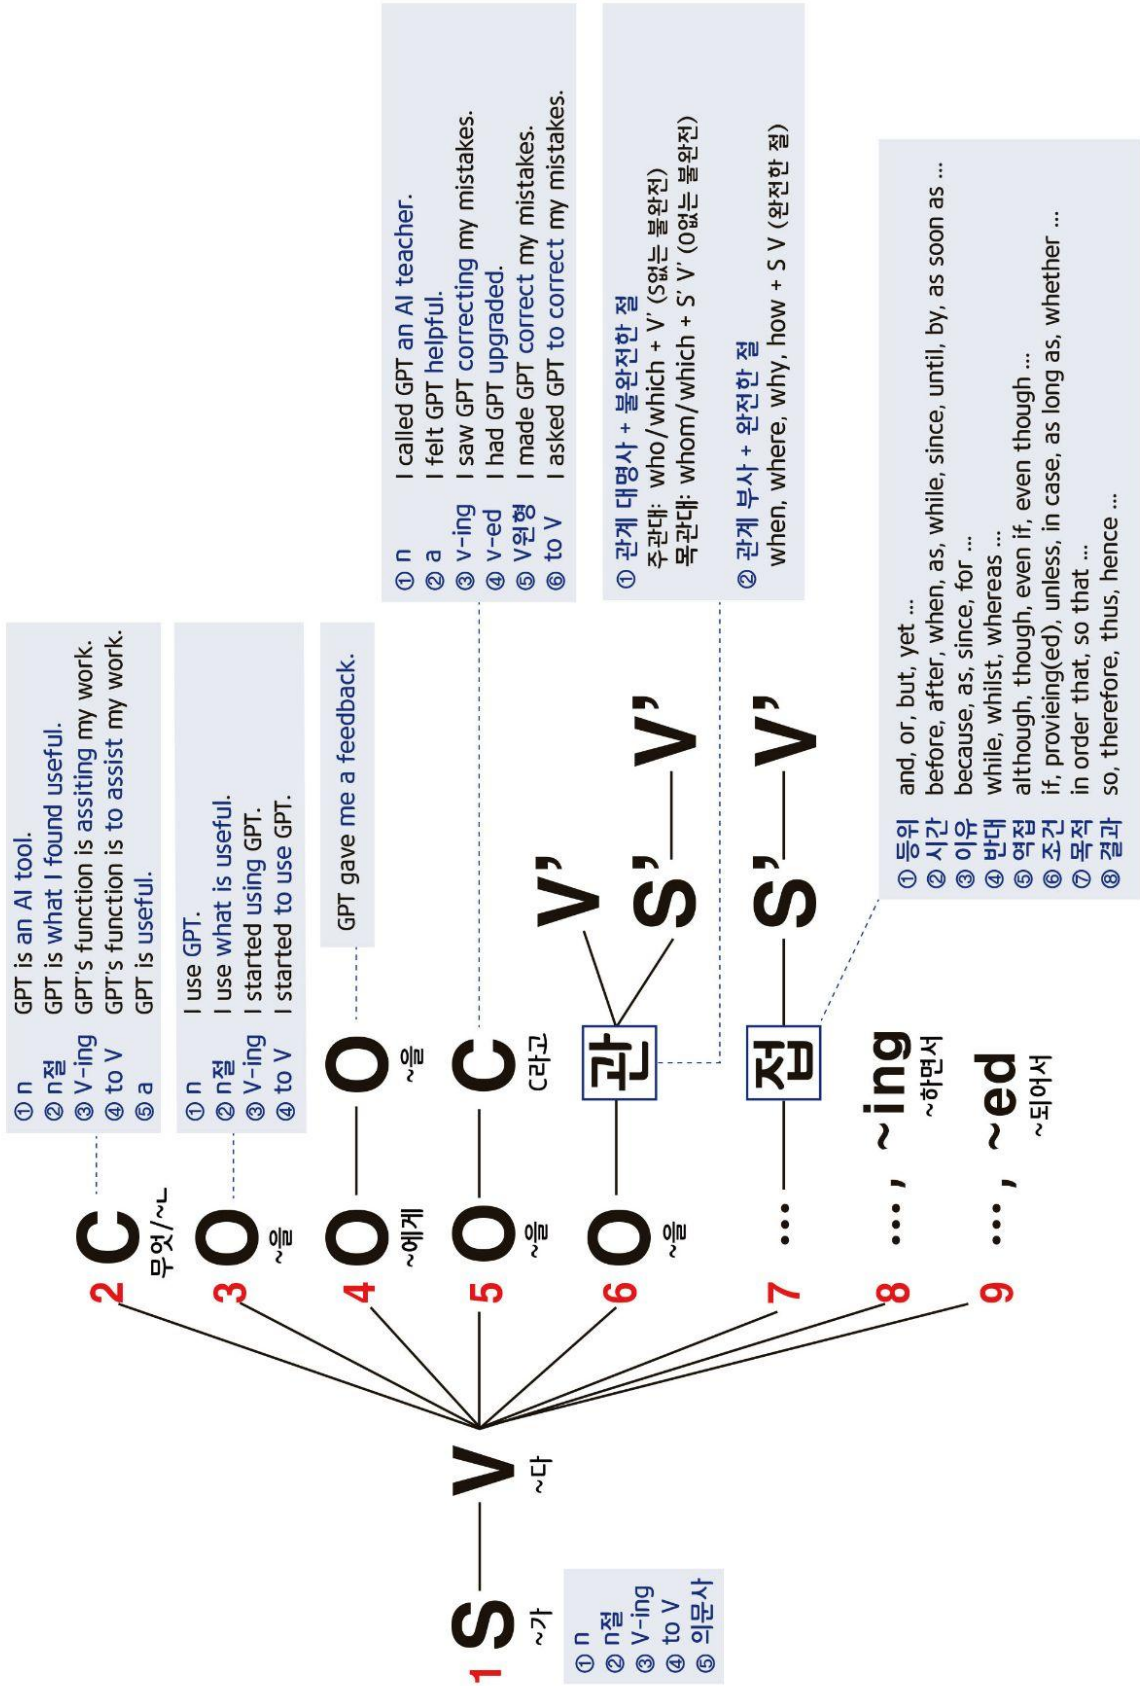 1 S — V
~가 ~다
① n
② n절
③ V-ing
④ to V
⑤ 의문사
2 C
무엇/~ㄴ
① n GPT is an AI tool.
② n절 GPT is what I found useful.
③ V-ing GPT's function is assiting my work.
④ to V GPT's function is to assist my work.
⑤ a GPT is useful.
3 O
~을
① n I use GPT.
② n절 I use what is useful.
③ V-ing I started using GPT.
④ to V I started to use GPT.
4 O — O
~에게 ~을
GPT gave me a feedback.
5 O — C
~을 C라고
① n I called GPT an AI teacher.
② a I felt GPT helpful.
③ v-ing I saw GPT correcting my mistakes.
④ v-ed I had GPT upgraded.
⑤ V원형 I made GPT correct my mistakes.
⑥ to V I asked GPT to correct my mistakes.
6 O — 관 V'
S' — V'
~을
① 관계 대명사 + 불완전한 절
주관대: who/which + V' (S없는 불완전)
목관대: whom/which + S' V' (O없는 불완전)
② 관계 부사 + 완전한 절
when, where, why, how + S V (완전한 절)
7 ... — 접 — S' — V'
① 등위 and, or, but, yet ...
② 시간 before, after, when, as, while, since, until, by, as soon as ...
③ 이유 because, as, since, for ...
④ 반대 while, whilst, whereas ...
⑤ 역접 although, though, even if, even though ...
⑥ 조건 if, provieing(ed), unless, in case, as long as, whether ...
⑦ 목적 in order that, so that ...
⑧ 결과 so, therefore, thus, hence ...
8 ..., ~ing
~하면서
9 ..., ~ed
~되어서